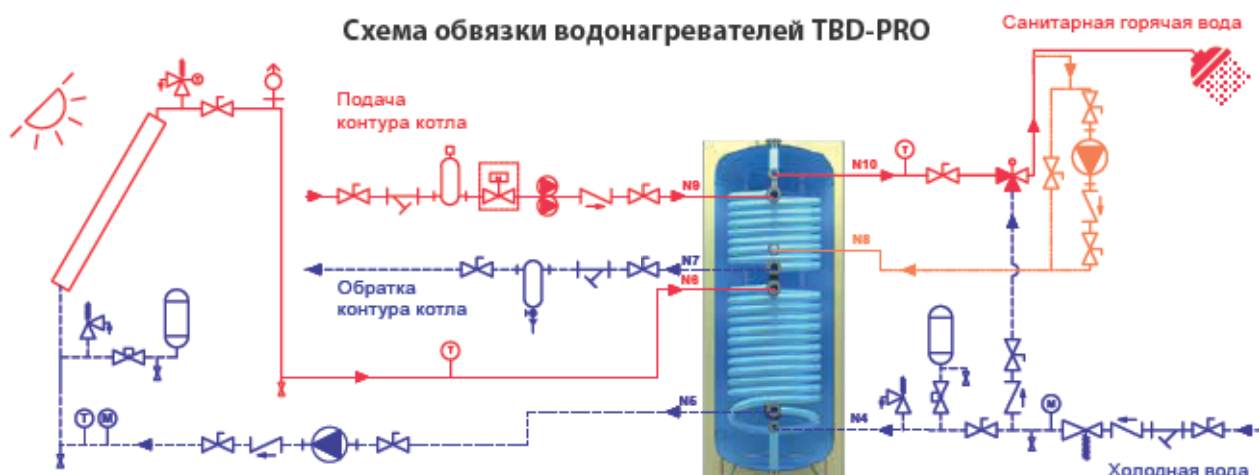 Схема обвязки водонагревателей TBD-PRO
Санитарная горячая вода
Подача
контура котла
N10
T
M
N9
N8
N7
Обратка
контура котла
N6
T
N5
N4
T
M
M
Холодная вода